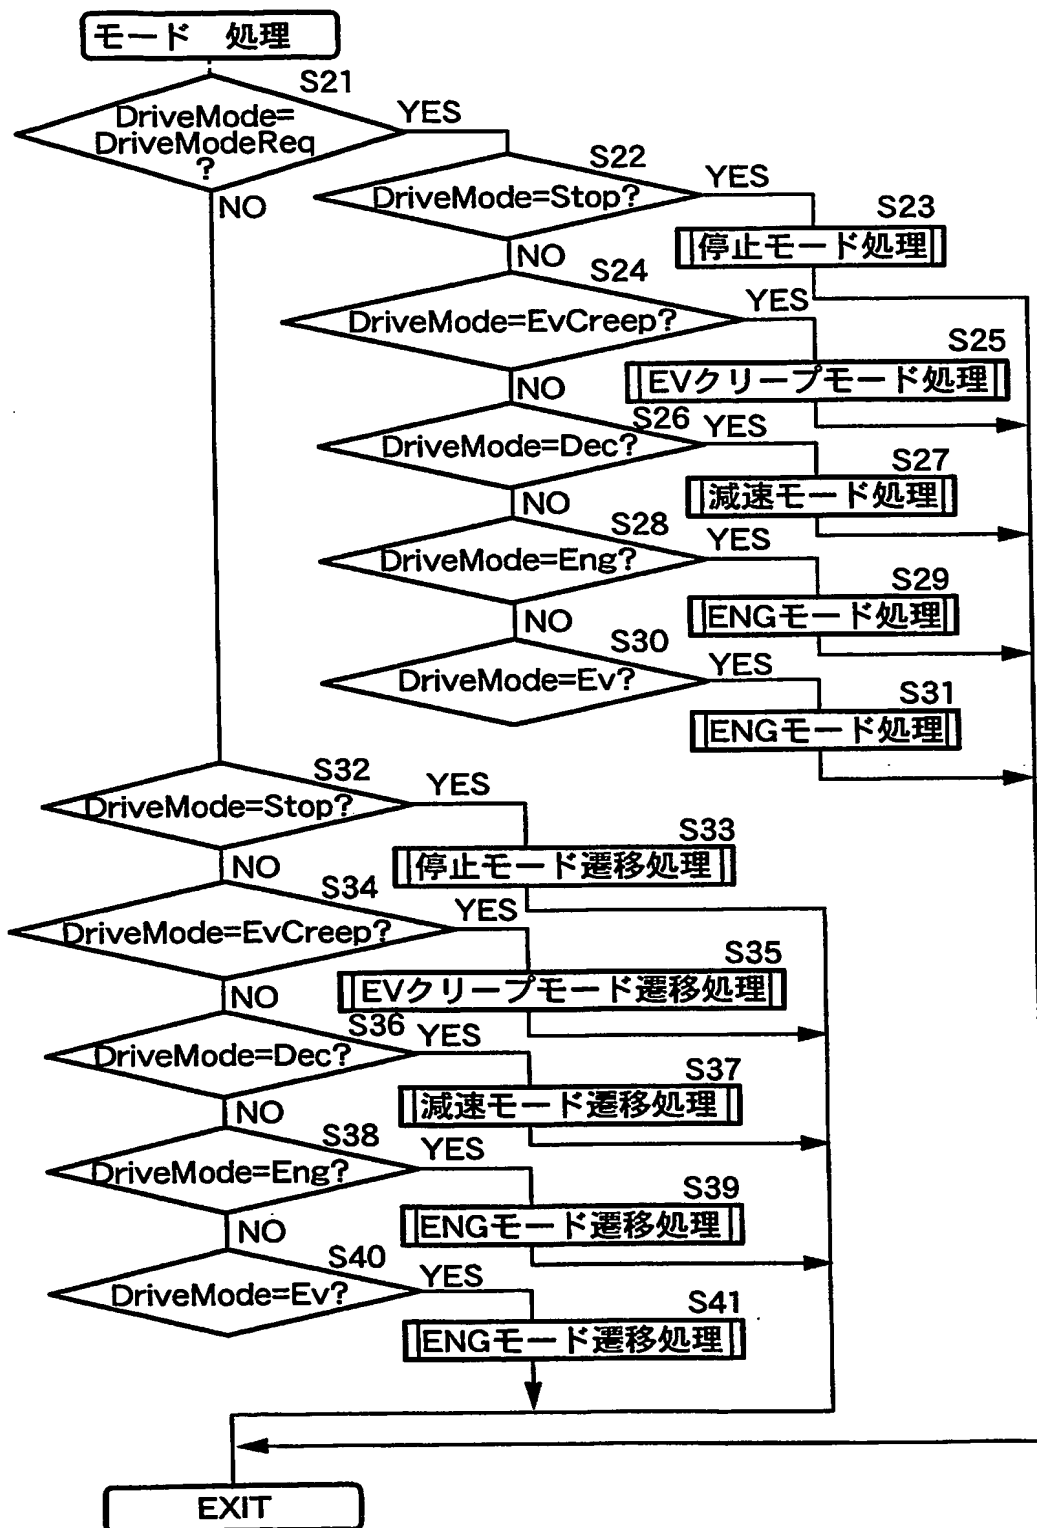 モード 処理
S21
DriveMode=
DriveModeReq
?
YES
NO
S22
DriveMode=Stop?
YES
NO
S23
停止モード処理
S24
DriveMode=EvCreep?
YES
NO
S25
EVクリープモード処理
S26
DriveMode=Dec?
YES
NO
S27
減速モード処理
S28
DriveMode=Eng?
YES
NO
S29
ENGモード処理
S30
DriveMode=Ev?
YES
S31
ENGモード処理
S32
DriveMode=Stop?
YES
NO
S33
停止モード遷移処理
S34
DriveMode=EvCreep?
YES
NO
S35
EVクリープモード遷移処理
S36
DriveMode=Dec?
YES
NO
S37
減速モード遷移処理
S38
DriveMode=Eng?
YES
NO
S39
ENGモード遷移処理
S40
DriveMode=Ev?
YES
S41
ENGモード遷移処理
EXIT